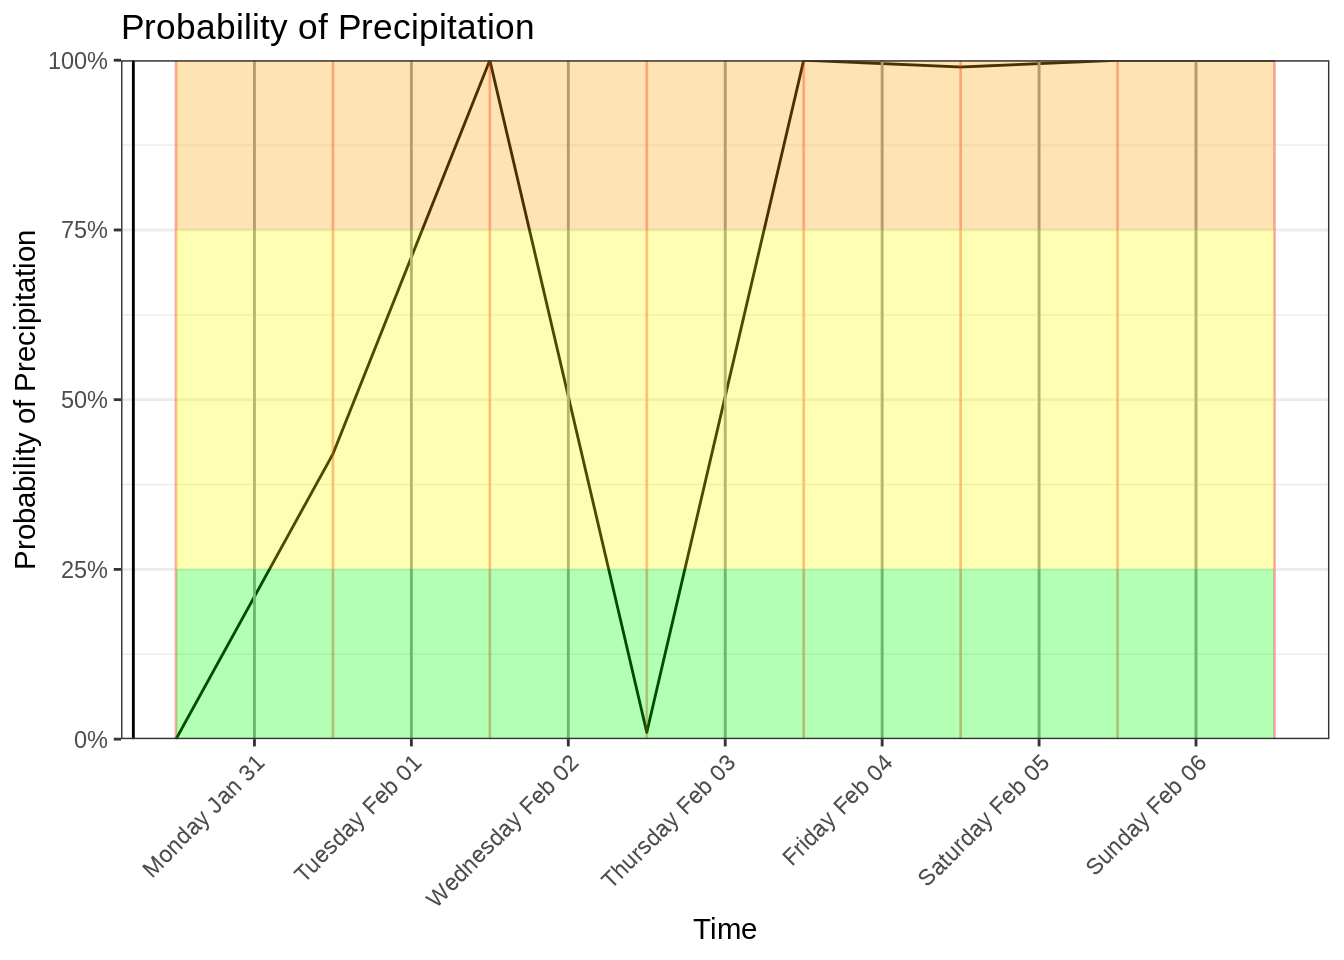 Probability of Precipitation
Probability of Precipitation
100%
75%
50%
25%
0%
Monday Jan 31
Tuesday Feb 01
Wednesday Feb 02
Thursday Feb 03
Friday Feb 04
Saturday Feb 05
Sunday Feb 06
Time